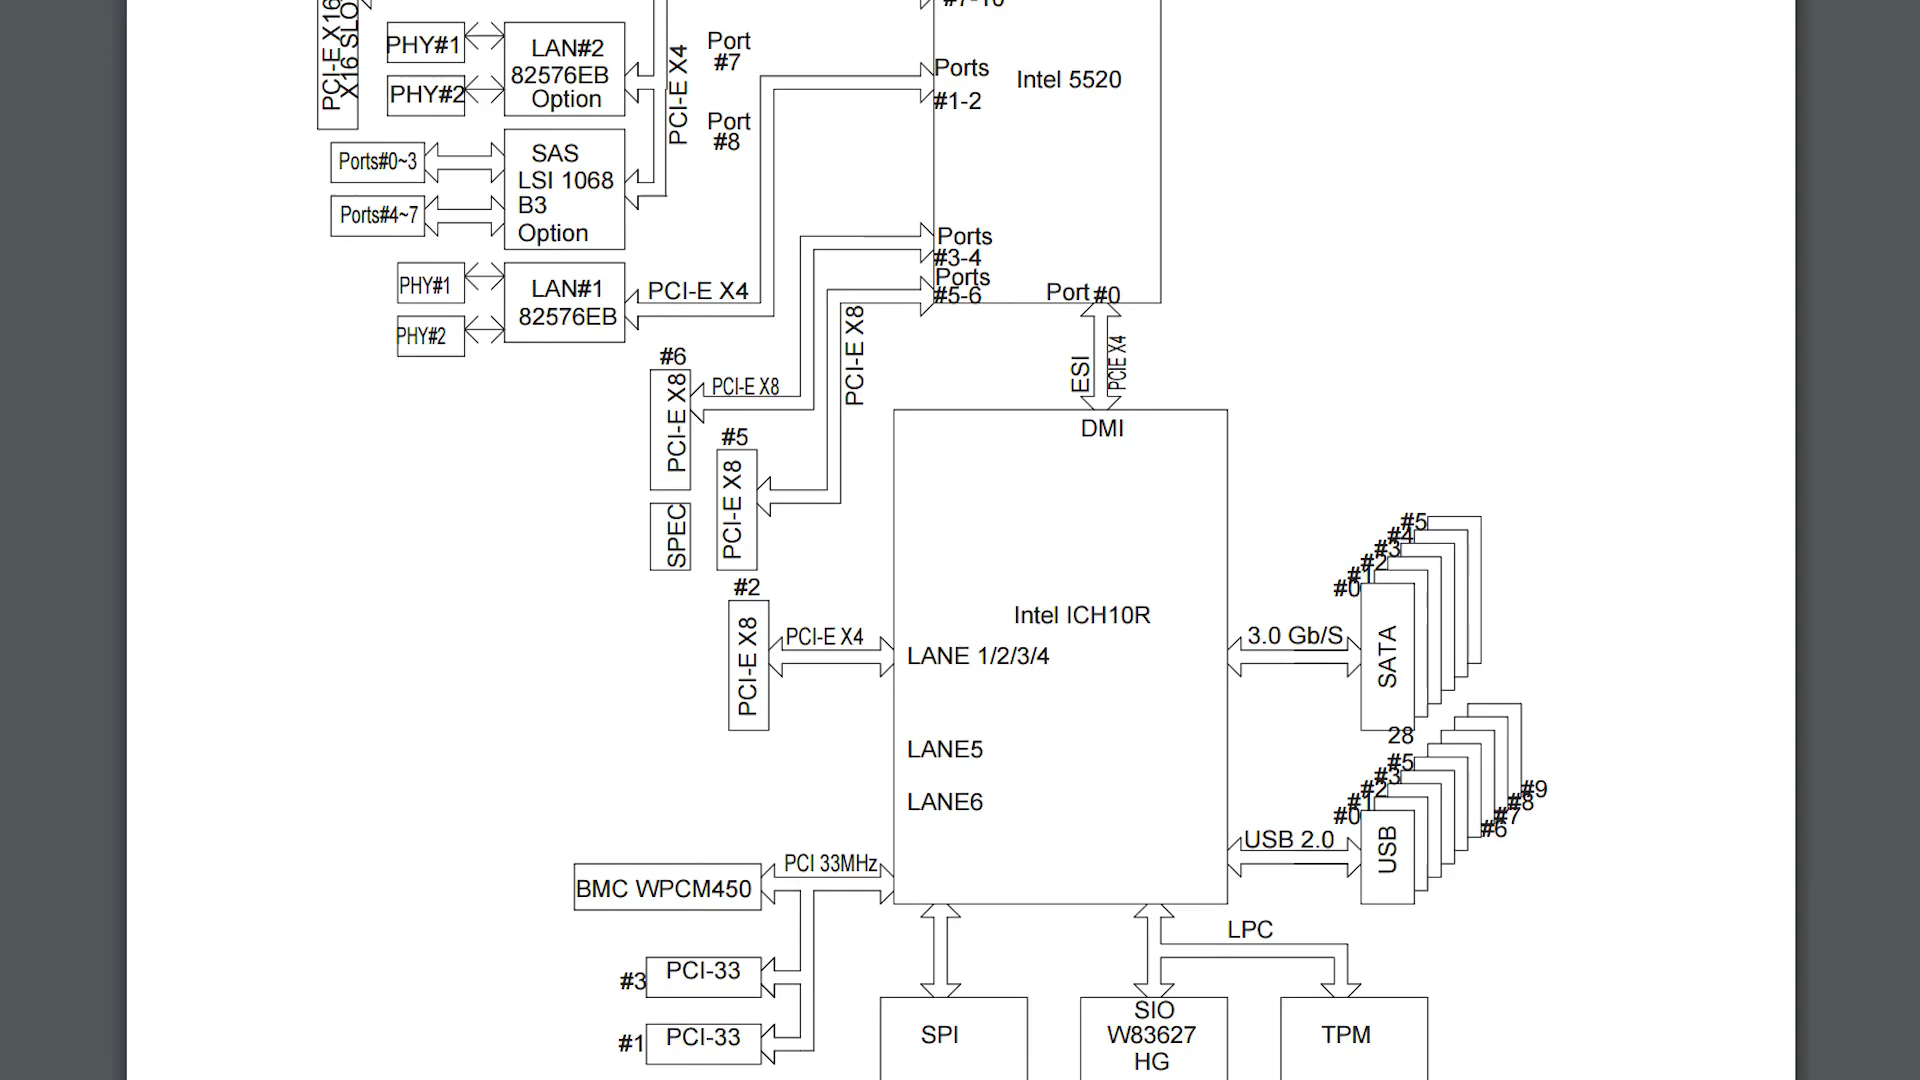 #7-10
PCI-E X16
X16 SLO
PHY#1
PHY#2
LAN#2
82576EB
Option
PCI-E X4
Port
#7
Port
#8
Ports
#1-2
Intel 5520
Ports#0~3
Ports#4~7
SAS
LSI 1068
B3
Option
PHY#1
PHY#2
LAN#1
82576EB
PCI-E X4
Ports
#3-4
Ports
#5-6
Port #0
PCI-E X8
ESI
PCIE X4
#6
PCI-E X8
PCI-E X8
SPEC
#5
PCI-E X8
DMI
#2
PCI-E X8
PCI-E X4
Intel ICH10R
LANE 1/2/3/4
LANE5
LANE6
3.0 Gb/S
#5
#4
#3
#2
#1
#0
SATA
28
#5
#3
#2
#1
#0
#9
#8
#7
#6
USB 2.0
USB
PCI 33MHz
BMC WPCM450
#3
PCI-33
#1
PCI-33
LPC
SPI
SIO
W83627
HG
TPM